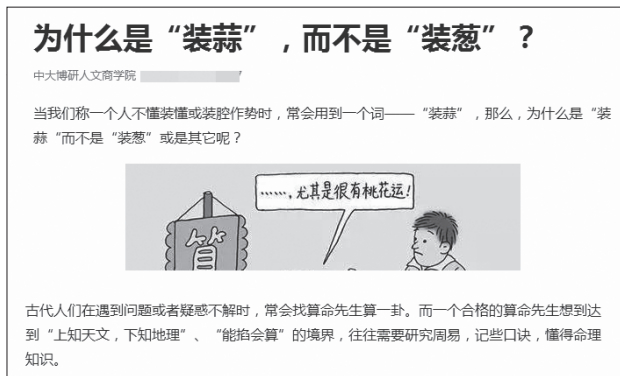 为什么是“装蒜”，而不是“装葱”？
中大博研人文商学院
当我们称一个人不懂装懂或装腔作势时，常会用到一个词——“装蒜”，那么，为什么是“装
蒜“而不是“装葱”或是其它呢？
……，尤其是很有桃花运！
算
古代人们在遇到问题或者疑惑不解时，常会找算命先生算一卦。而一个合格的算命先生想到达
到“上知天文，下知地理”、“能掐会算”的境界，往往需要研究周易，记些口诀，懂得命理
知识。